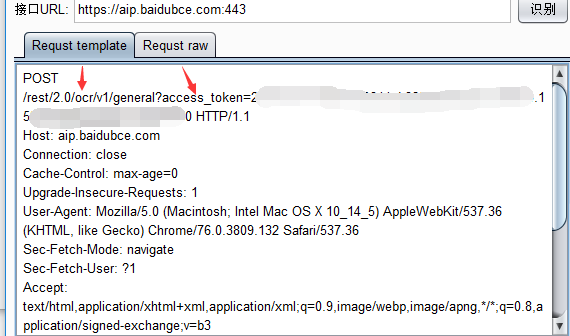 接口URL: https://aip.baidubce.com:443 识别
Requst template Requst raw
POST
/rest/2.0/ocr/v1/general?access_token=2 .1
5 0 HTTP/1.1
Host: aip.baidubce.com
Connection: close
Cache-Control: max-age=0
Upgrade-Insecure-Requests: 1
User-Agent: Mozilla/5.0 (Macintosh; Intel Mac OS X 10_14_5) AppleWebKit/537.36
(KHTML, like Gecko) Chrome/76.0.3809.132 Safari/537.36
Sec-Fetch-Mode: navigate
Sec-Fetch-User: ?1
Accept:
text/html,application/xhtml+xml,application/xml;q=0.9,image/webp,image/apng,*/*;q=0.8,a
pplication/signed-exchange;v=b3